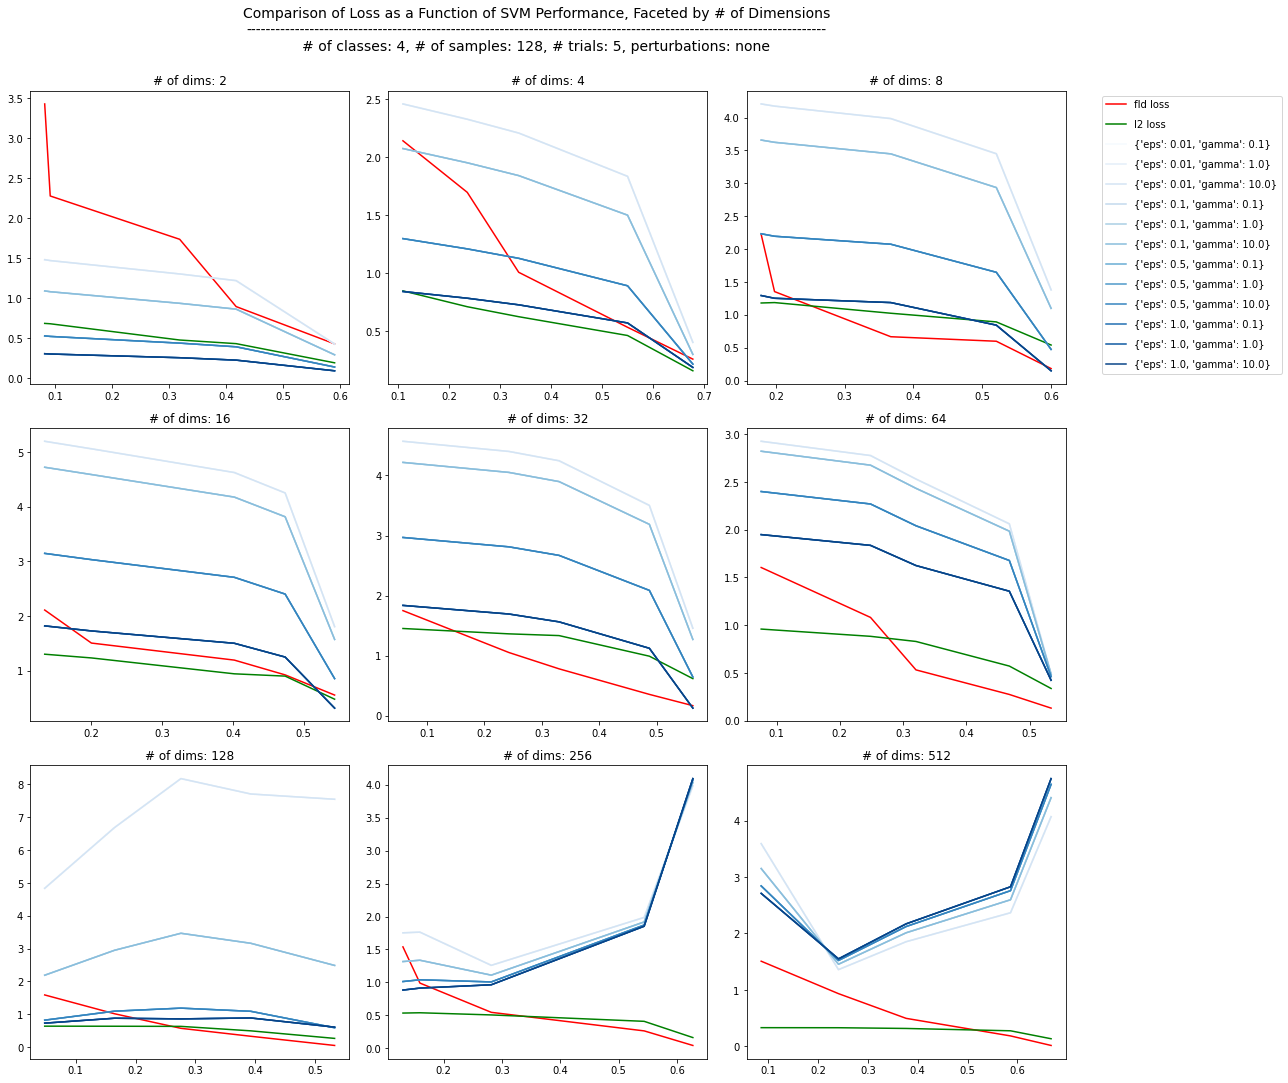 Comparison of Loss as a Function of SVM Performance, Faceted by # of Dimensions
------------------------------------------------------------------------------------------------------------------------
# of classes: 4, # of samples: 128, # trials: 5, perturbations: none
# of dims: 2
3.5
3.0
2.5
2.0
1.5
1.0
0.5
0.0
0.1 0.2 0.3 0.4 0.5 0.6
# of dims: 4
2.5
2.0
1.5
1.0
0.5
0.1 0.2 0.3 0.4 0.5 0.6 0.7
# of dims: 8
4.0
3.5
3.0
2.5
2.0
1.5
1.0
0.5
0.0
0.2 0.3 0.4 0.5 0.6
fld loss
l2 loss
{'eps': 0.01, 'gamma': 0.1}
{'eps': 0.01, 'gamma': 1.0}
{'eps': 0.01, 'gamma': 10.0}
{'eps': 0.1, 'gamma': 0.1}
{'eps': 0.1, 'gamma': 1.0}
{'eps': 0.1, 'gamma': 10.0}
{'eps': 0.5, 'gamma': 0.1}
{'eps': 0.5, 'gamma': 1.0}
{'eps': 0.5, 'gamma': 10.0}
{'eps': 1.0, 'gamma': 0.1}
{'eps': 1.0, 'gamma': 1.0}
{'eps': 1.0, 'gamma': 10.0}
# of dims: 16
5
4
3
2
1
0.2 0.3 0.4 0.5
# of dims: 32
4
3
2
1
0
0.1 0.2 0.3 0.4 0.5
# of dims: 64
3.0
2.5
2.0
1.5
1.0
0.5
0.0
0.1 0.2 0.3 0.4 0.5
# of dims: 128
8
7
6
5
4
3
2
1
0
0.1 0.2 0.3 0.4 0.5
# of dims: 256
4.0
3.5
3.0
2.5
2.0
1.5
1.0
0.5
0.0
0.2 0.3 0.4 0.5 0.6
# of dims: 512
4
3
2
1
0
0.1 0.2 0.3 0.4 0.5 0.6